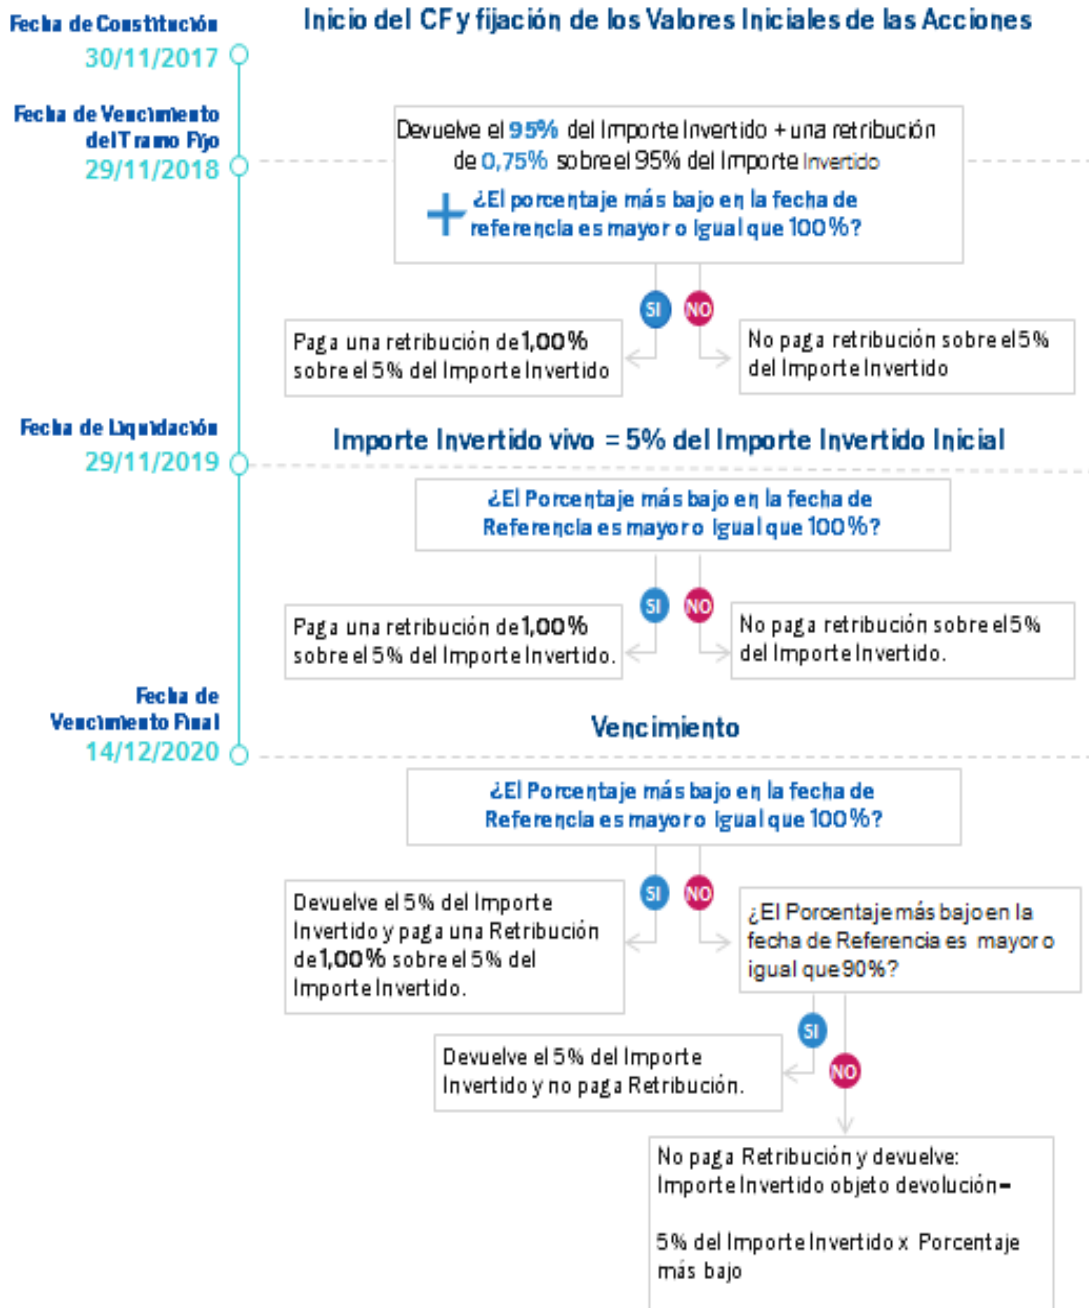 Fecha de Constitución
30/11/2017
Inicio del CF y fijación de los Valores Iniciales de las Acciones
Fecha de Vencimiento
del Tramo Fijo
29/11/2018
Devuelve el 95% del Importe Invertido + una retribución
de 0,75% sobre el 95% del Importe Invertido
+ ¿El porcentaje más bajo en la fecha de
referencia es mayor o Igual que 100%?
SI
NO
Paga una retribución de 1,00%
sobre el 5% del Importe Invertido
No paga retribución sobre el 5%
del Importe Invertido
Fecha de Liquidación
29/11/2019
Importe Invertido vivo = 5% del Importe Invertido Inicial
¿El Porcentaje más bajo en la fecha de
Referencia es mayor o Igual que 100%?
SI
NO
Paga una retribución de 1,00%
sobre el 5% del Importe Invertido.
No paga retribución sobre el 5%
del Importe Invertido.
Fecha de
Vencimiento Final
14/12/2020
Vencimiento
¿El Porcentaje más bajo en la fecha de
Referencia es mayor o Igual que 100%?
SI
NO
Devuelve el 5% del Importe
Invertido y paga una Retribución
de 1,00% sobre el 5% del
Importe Invertido.
¿El Porcentaje más bajo en la
fecha de Referencia es mayor o
igual que 90%?
SI
NO
Devuelve el 5% del Importe
Invertido y no paga Retribución.
No paga Retribución y devuelve:
Importe Invertido objeto devolución=
5% del Importe Invertido x Porcentaje
más bajo